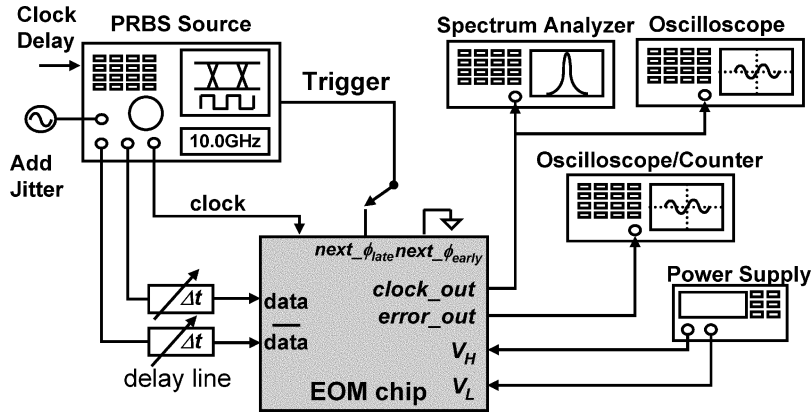 Clock
Delay
PRBS Source
Spectrum Analyzer
Oscilloscope
Trigger
10.0GHz
Add
Jitter
Oscilloscope/Counter
clock
next_ϕlate next_ϕearly
Power Supply
clock_out
error_out
Δt
data
Δt
data
VH
VL
delay line
EOM chip